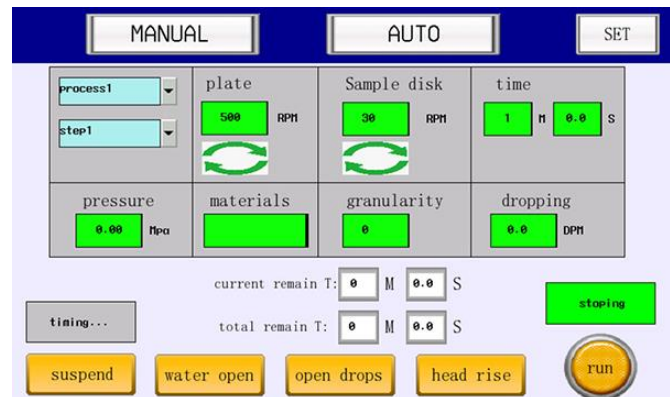 MANUAL AUTO SET
process1 plate Sample disk time
500 RPM 30 RPM 1 M 0.0 S
step1
pressure materials granularity dropping
0.00 Mpa 0 0.0 DPM
current remain T: 0 M 0.0 S
stoping
timing... total remain T: 0 M 0.0 S
suspend water open open drops head rise run